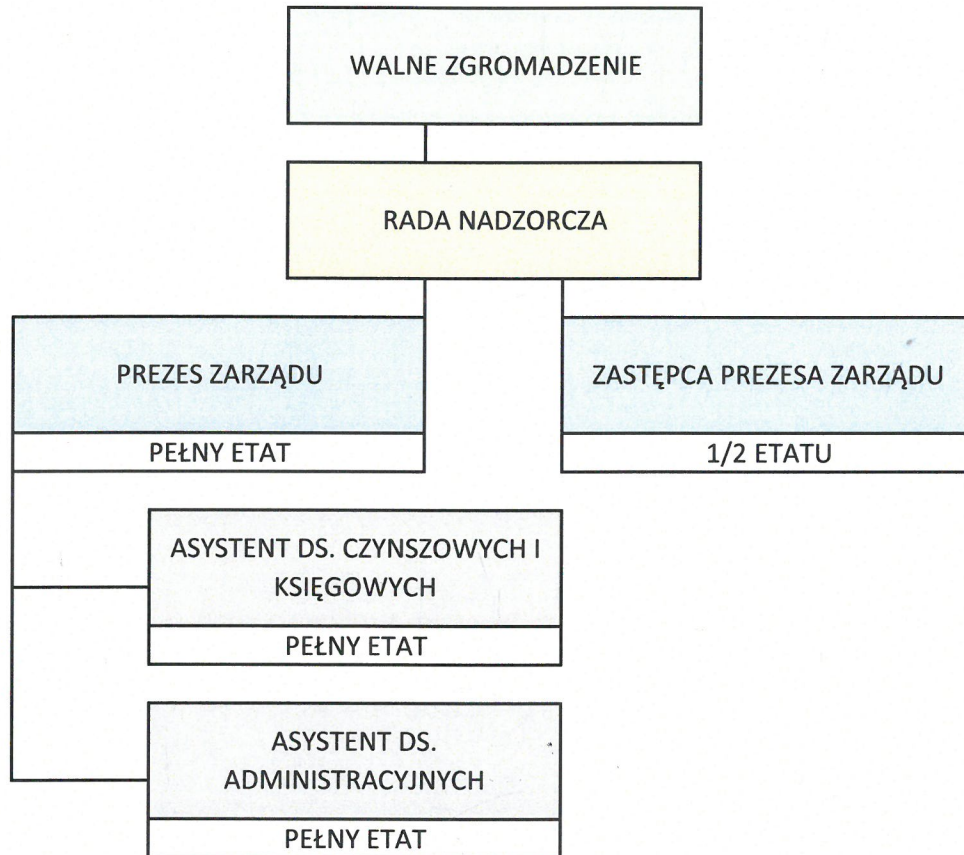 WALNE ZGROMADZENIE
RADA NADZORCZA
PREZES ZARZĄDU
PEŁNY ETAT
ZASTĘPCA PREZESA ZARZĄDU
1/2 ETATU
ASYSTENT DS. CZYNSZOWYCH I
KSIĘGOWYCH
PEŁNY ETAT
ASYSTENT DS.
ADMINISTRACYJNYCH
PEŁNY ETAT